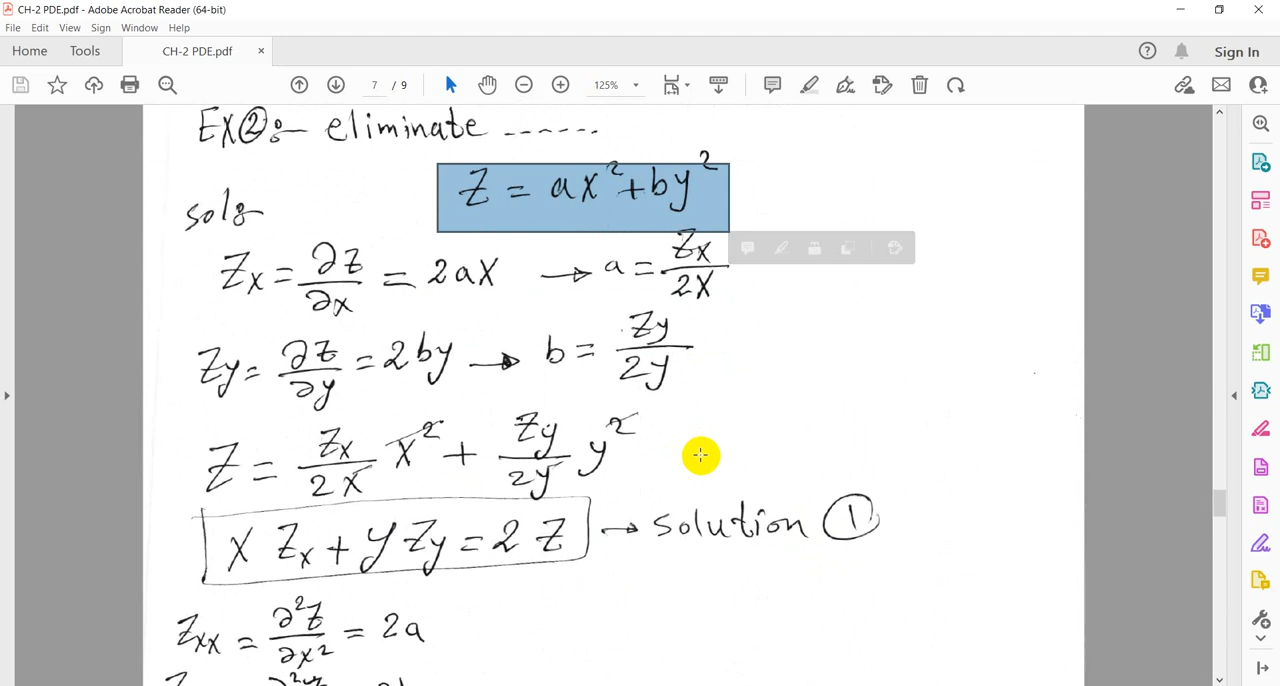 CH-2 PDE.pdf - Adobe Acrobat Reader (64-bit)
File Edit View Sign Window Help
Home Tools CH-2 PDE.pdf × Sign In
7 / 9 125%
EX②:- eliminate ------
Z = ax² + by²
sol:
Zx = ∂Z/∂x = 2ax → a = Zx/2x
Zy = ∂Z/∂y = 2by → b = Zy/2y
Z = Zx/2x x² + Zy/2y y²
x Zx + y Zy = 2 Z → solution ①
Zxx = ∂²Z/∂x² = 2a